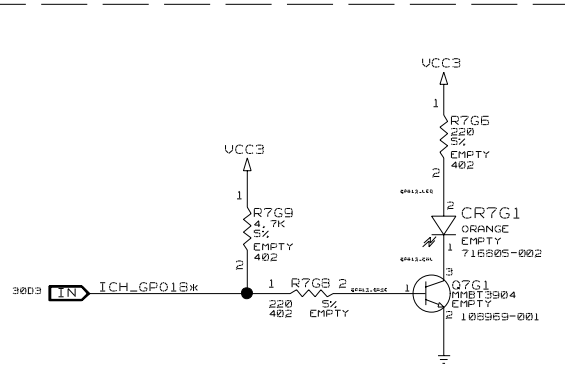 VCC3
1
R7G6
220
5%
EMPTY
402
2
VCC3
1
R7G9
4.7K
5%
EMPTY
402
2
2
CR7G1
ORANGE
EMPTY
716805-002
1
30D3
IN
ICH_GPO18*
1 R7G8 2
220 5%
402 EMPTY
3
1
Q7G1
MMBT3904
EMPTY
2
108969-001